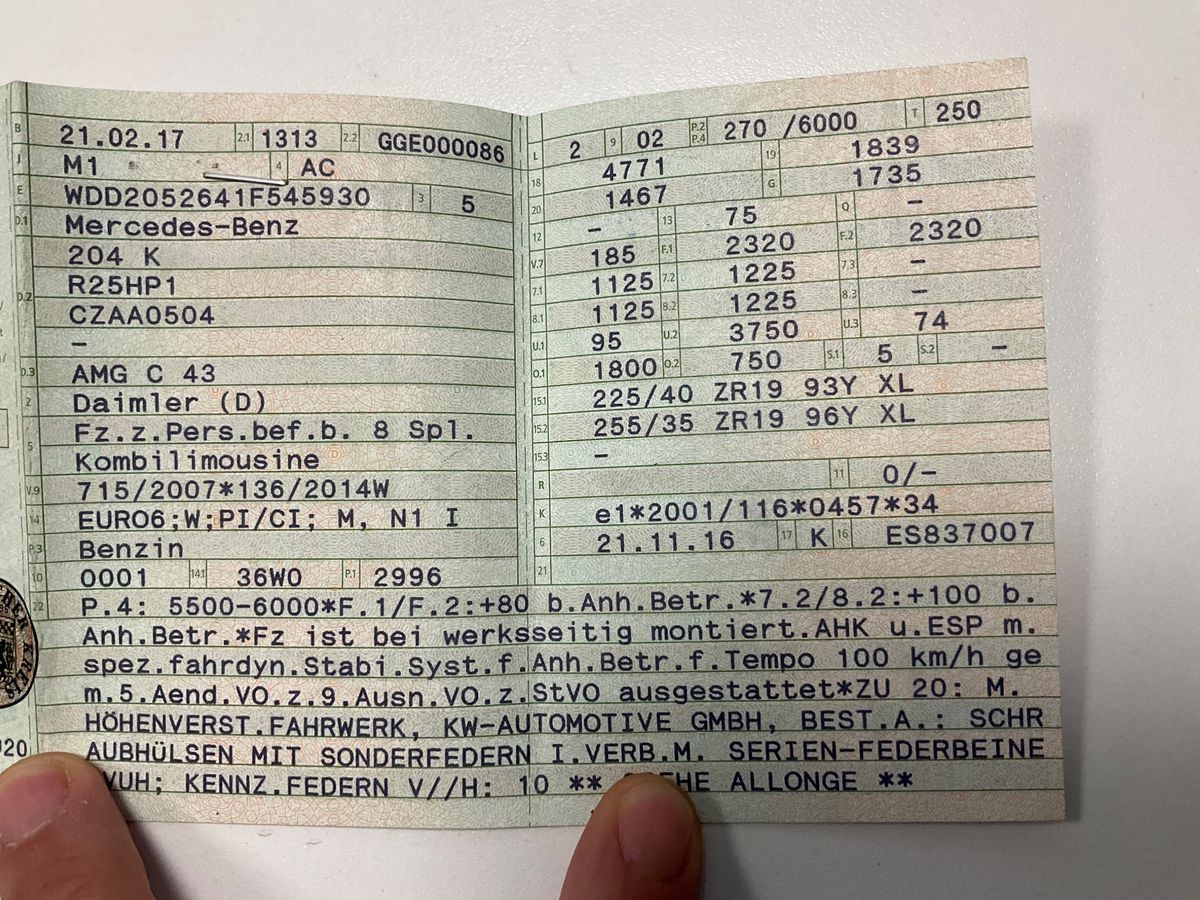 B 21.02.17 2.1 1313 2.2 GGE000086
J M1 4 AC
E WDD2052641F545930 3 5
D.1 Mercedes-Benz
204 K
D.2 R25HP1
CZAA0504
–
D.3 AMG C 43
2 Daimler (D)
5 Fz.z.Pers.bef.b. 8 Spl.
Kombilimousine
V.9 715/2007*136/2014W
14 EURO6;W;PI/CI; M, N1 I
P.3 Benzin
10 0001 14.1 36W0 P.1 2996
L 2 9 02 P.2 P.4 270 /6000 T 250
18 4771 19 1839
20 1467 G 1735
12 – 13 75 Q –
V.7 185 F.1 2320 F.2 2320
7.1 1125 7.2 1225 7.3 –
8.1 1125 8.2 1225 8.3 –
U.1 95 U.2 3750 U.3 74
O.1 1800 O.2 750 S.1 5 S.2 –
15.1 225/40 ZR19 93Y XL
15.2 255/35 ZR19 96Y XL
15.3 –
R 11 0/–
K e1*2001/116*0457*34
6 21.11.16 17 K 16 ES837007
21
22 P.4: 5500-6000*F.1/F.2:+80 b.Anh.Betr.*7.2/8.2:+100 b.
Anh.Betr.*Fz ist bei werksseitig montiert.AHK u.ESP m.
spez.fahrdyn.Stabi.Syst.f.Anh.Betr.f.Tempo 100 km/h ge
m.5.Aend.VO.z.9.Ausn.VO.z.StVO ausgestattet*ZU 20: M.
HÖHENVERST.FAHRWERK, KW-AUTOMOTIVE GMBH, BEST.A.: SCHR
AUBHÜLSEN MIT SONDERFEDERN I.VERB.M. SERIEN-FEDERBEINE
VUH; KENNZ.FEDERN V//H: 10 ** ALLONGE **